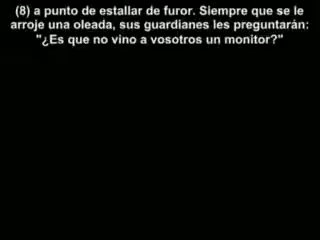 (8) a punto de estallar de furor. Siempre que se le
arroje una oleada, sus guardianes les preguntarán:
"¿Es que no vino a vosotros un monitor?"